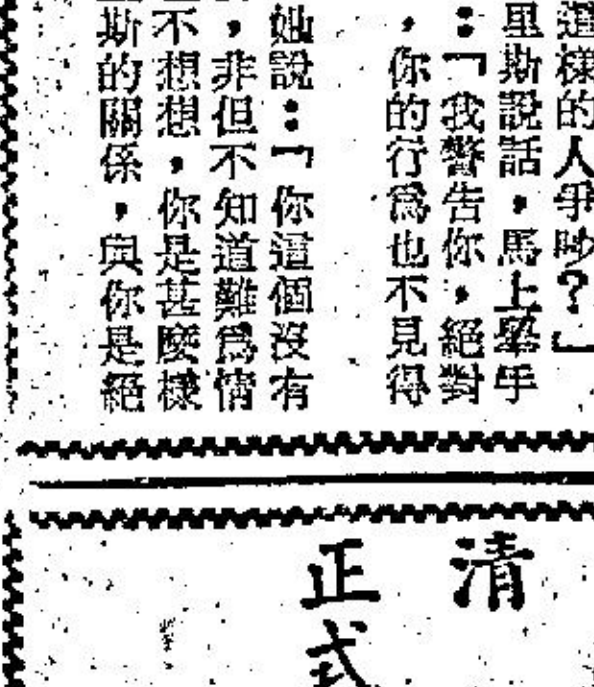 這樣的人爭吵？」
里斯說話，馬上舉手
：「我警告你，絕對
，你的行為也不見得
她說：「你這個沒有
，非但不知道難為情
不想想，你是甚麼樣
斯的關係，與你是絕
清
正式